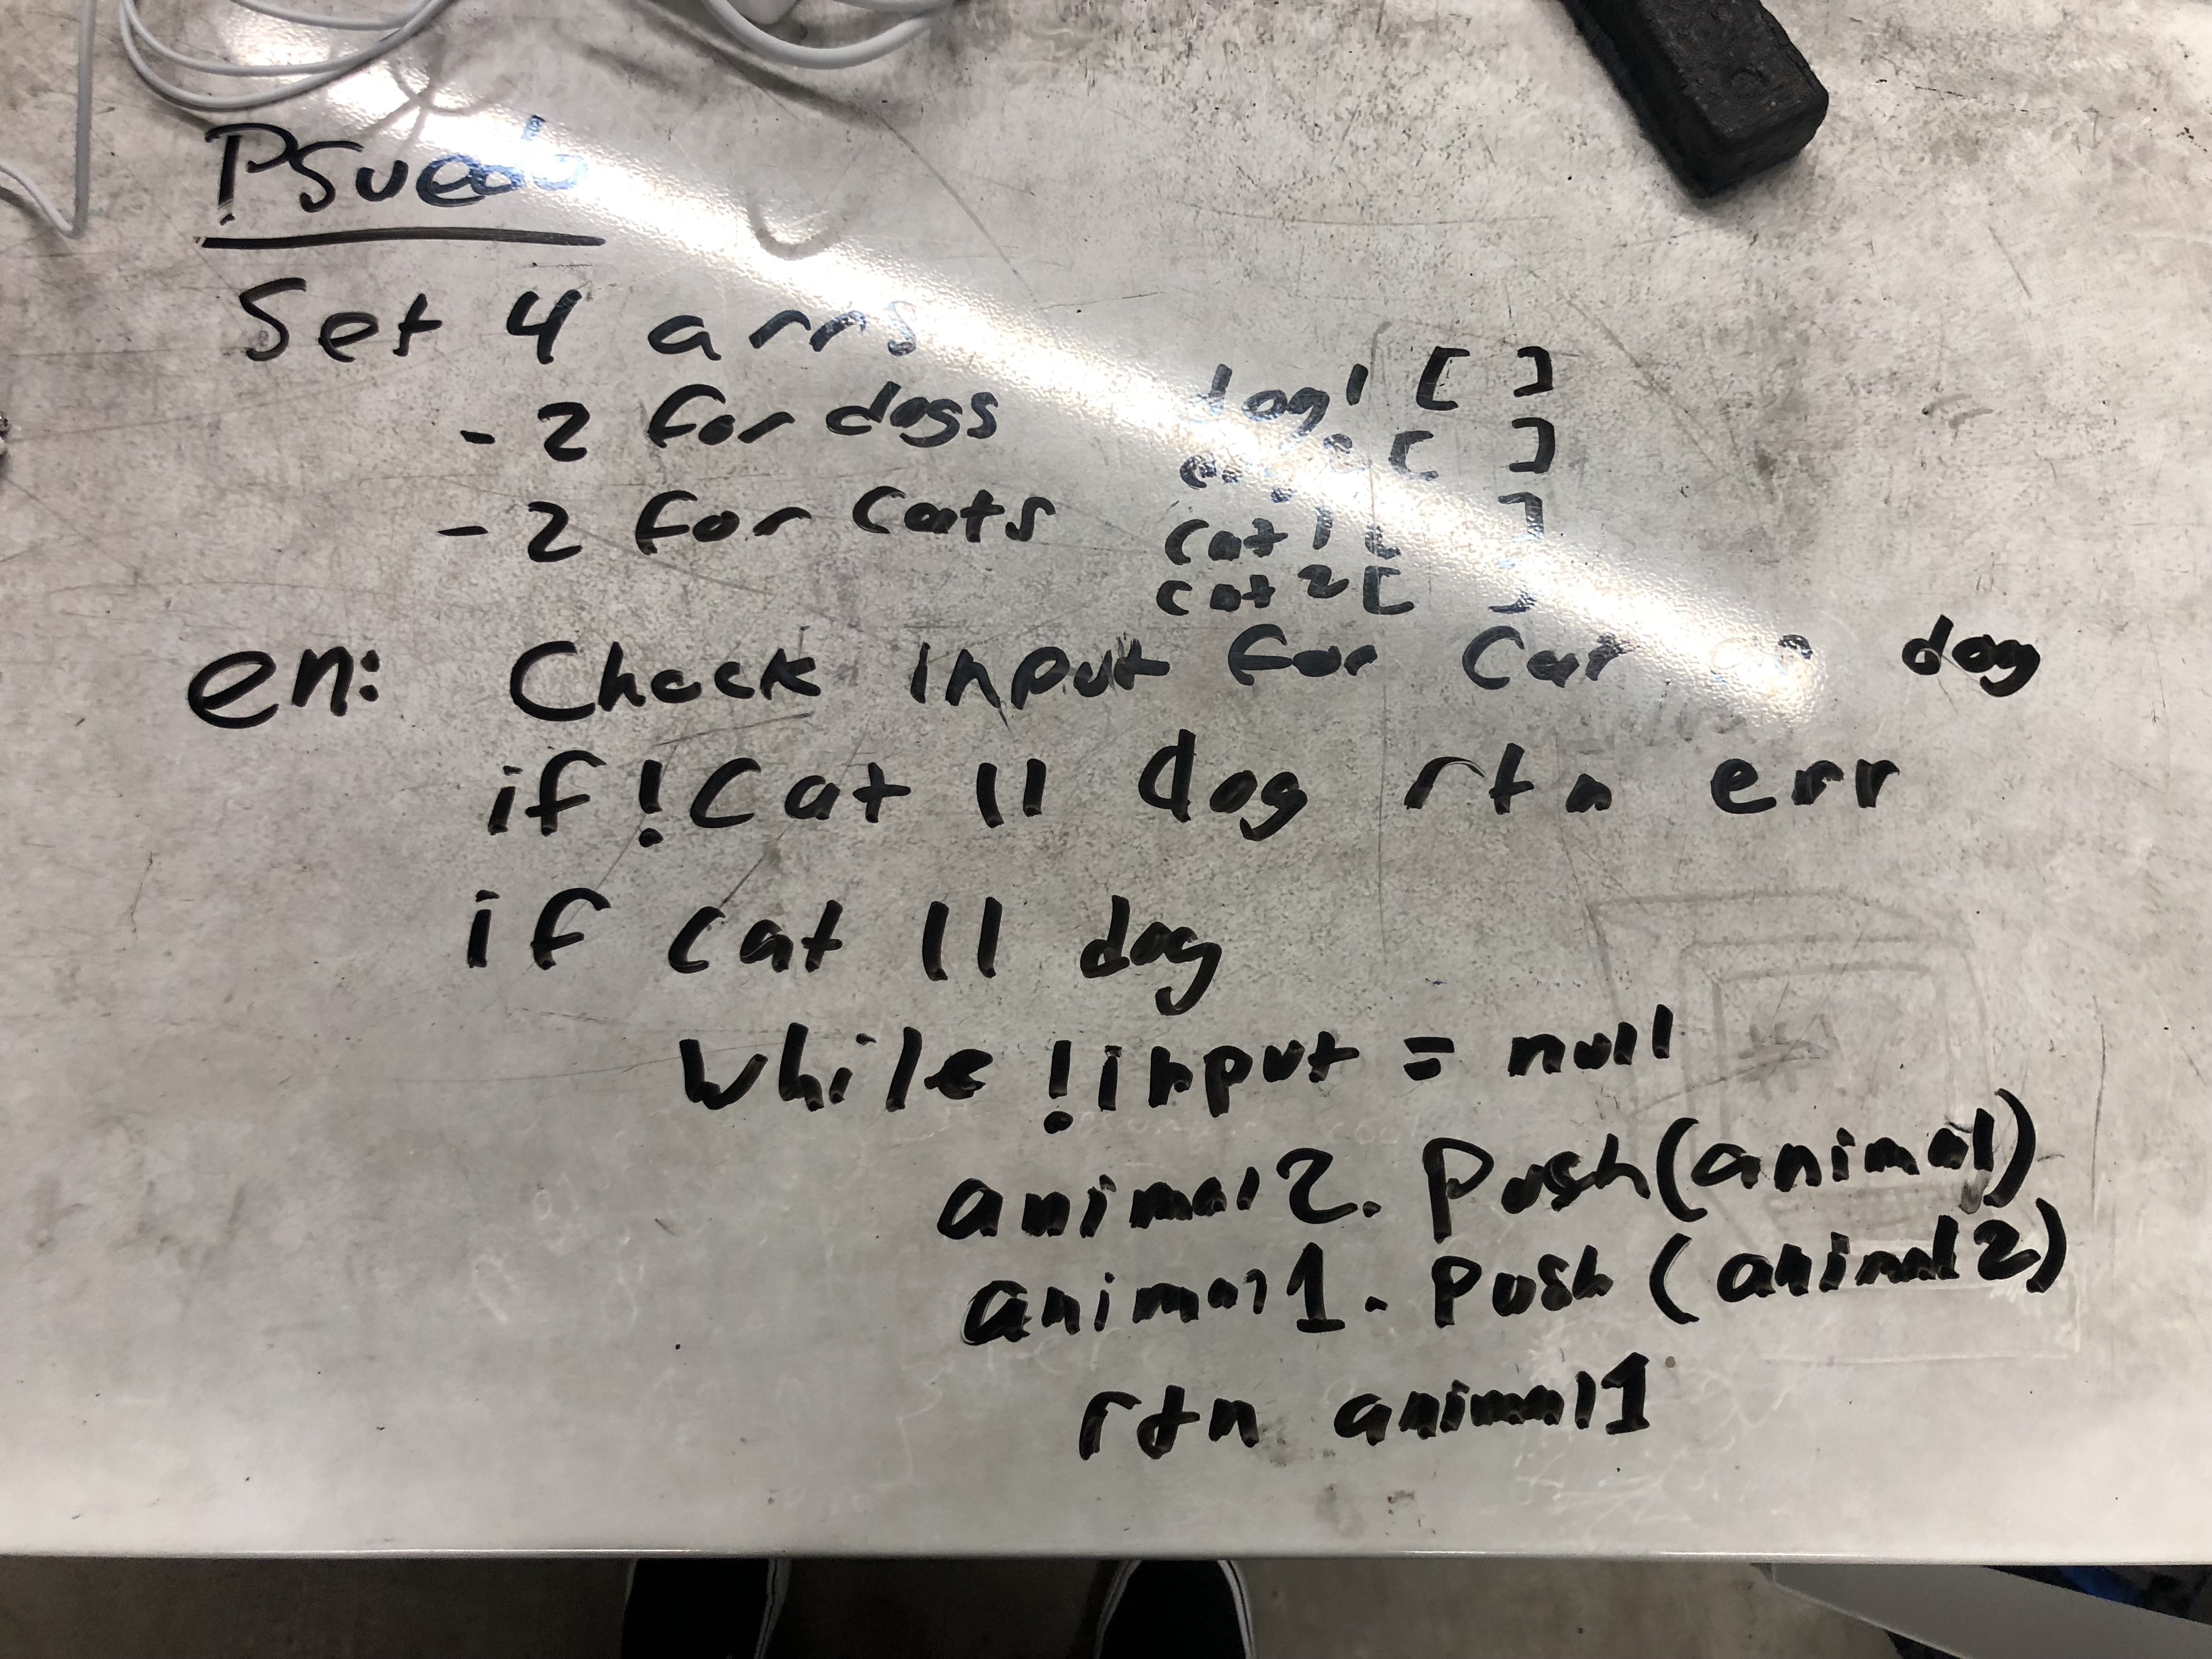 PSuedo
Set 4 arrs
- 2 for dogs
- 2 for Cats
dog1 [ ]
[ ]
cat1 [ ]
cat2 [ ]
en: Check input for Cat or dog
if !Cat || dog rtn err
if cat || dog
while !input = null
animal2. Push(animal)
animal1. Push (animal2)
rtn animal1